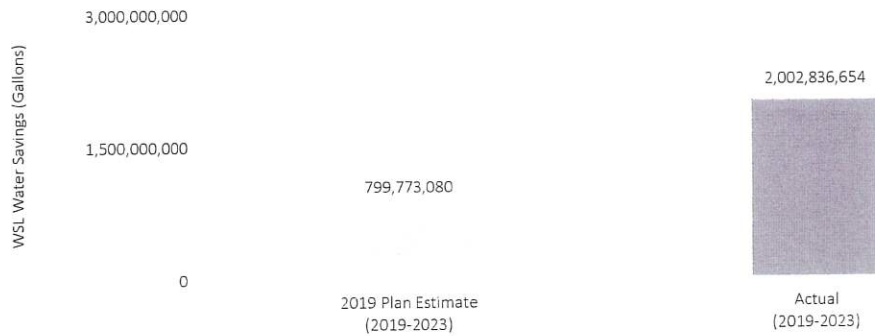 WSL Water Savings (Gallons)
3,000,000,000
1,500,000,000
0
799,773,080
2,002,836,654
2019 Plan Estimate
(2019-2023)
Actual
(2019-2023)